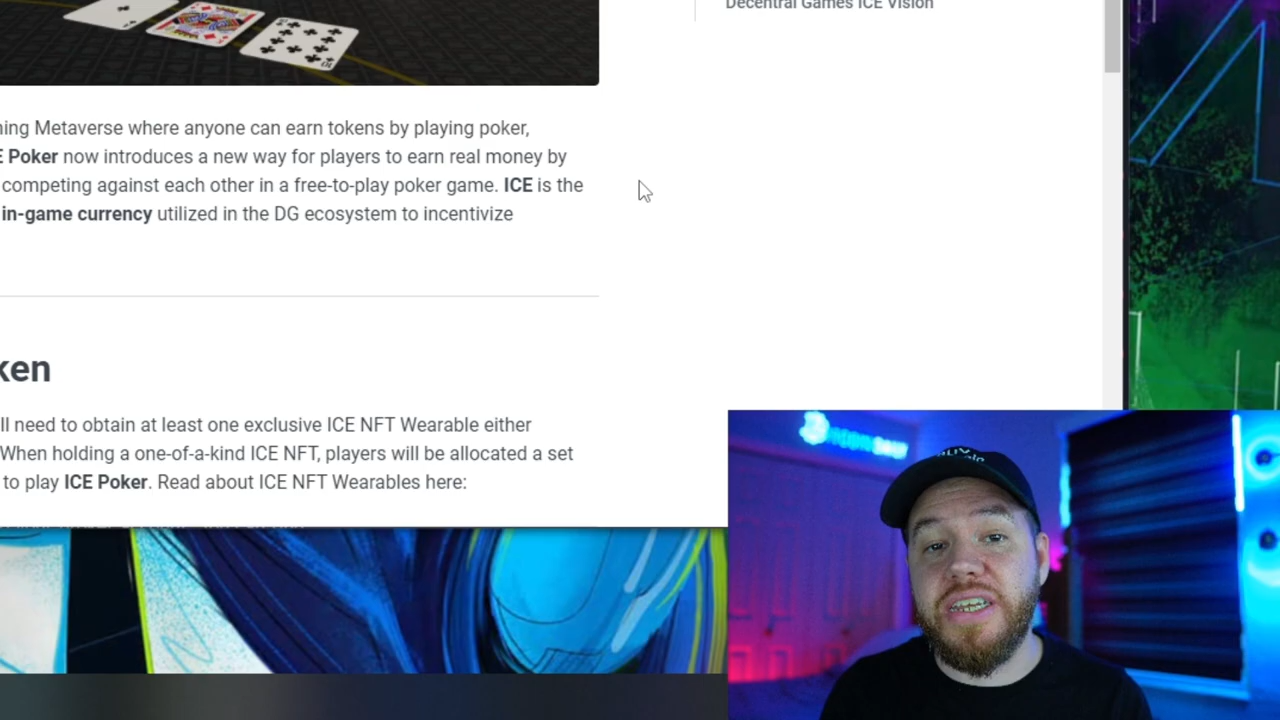 Decentral Games ICE Vision
ning Metaverse where anyone can earn tokens by playing poker,
E Poker now introduces a new way for players to earn real money by
competing against each other in a free-to-play poker game. ICE is the
in-game currency utilized in the DG ecosystem to incentivize
ken
ll need to obtain at least one exclusive ICE NFT Wearable either
When holding a one-of-a-kind ICE NFT, players will be allocated a set
to play ICE Poker. Read about ICE NFT Wearables here: